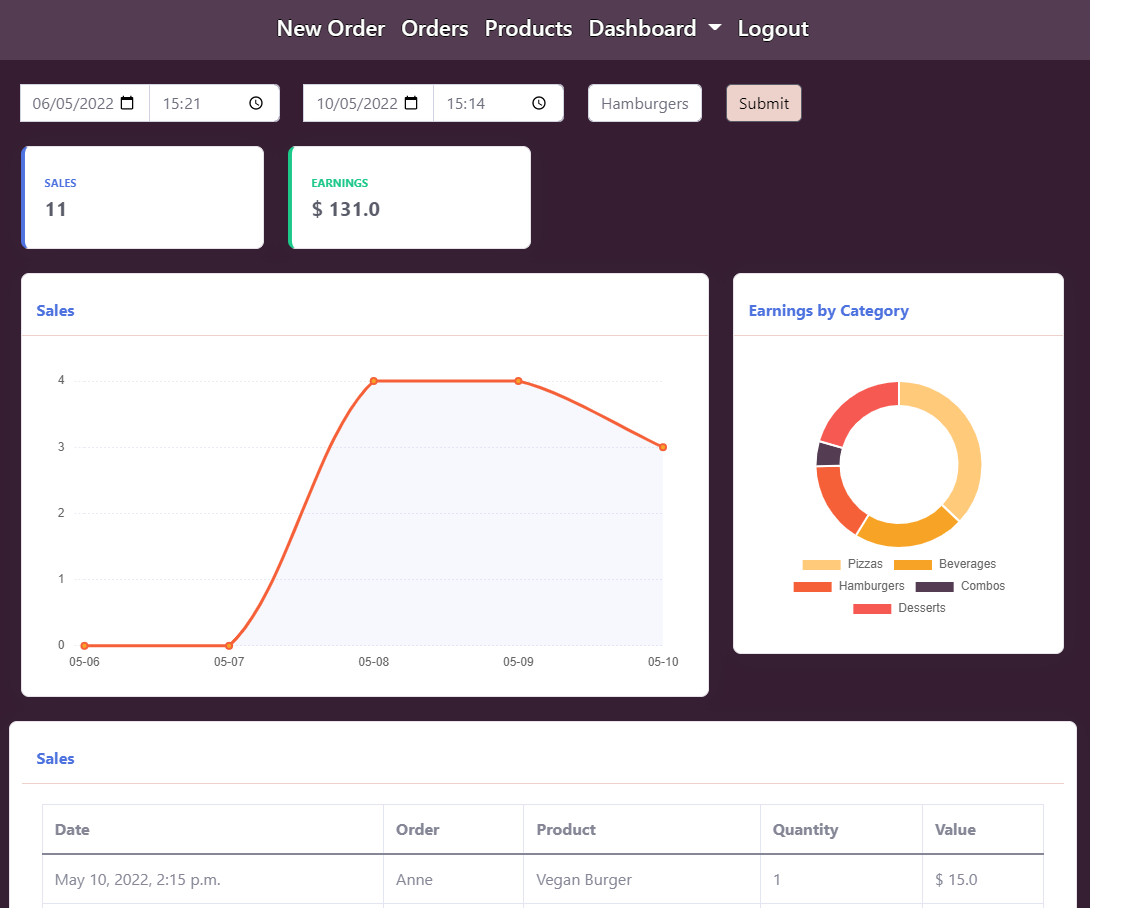 New Order Orders Products Dashboard Logout
06/05/2022 15:21 10/05/2022 15:14 Hamburgers Submit
SALES
11
EARNINGS
$ 131.0
Sales
4
3
2
1
0
05-06 05-07 05-08 05-09 05-10
Earnings by Category
Pizzas Beverages
Hamburgers Combos
Desserts
Sales
Date Order Product Quantity Value
May 10, 2022, 2:15 p.m. Anne Vegan Burger 1 $ 15.0